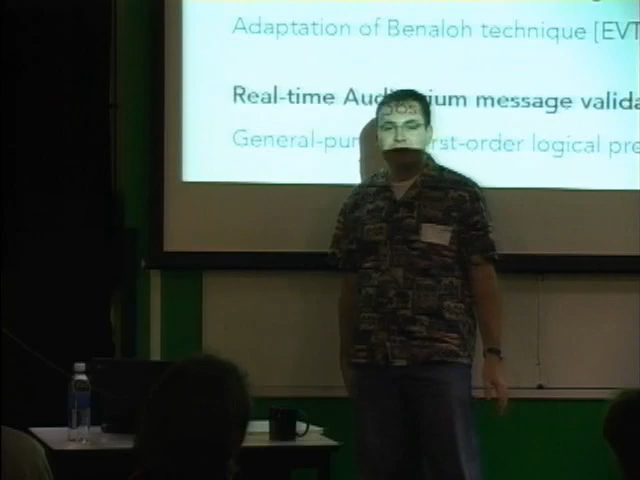 Adaptation of Benaloh technique [EVT
Real-time Aud ium message valida
General-pur rst-order logical pre